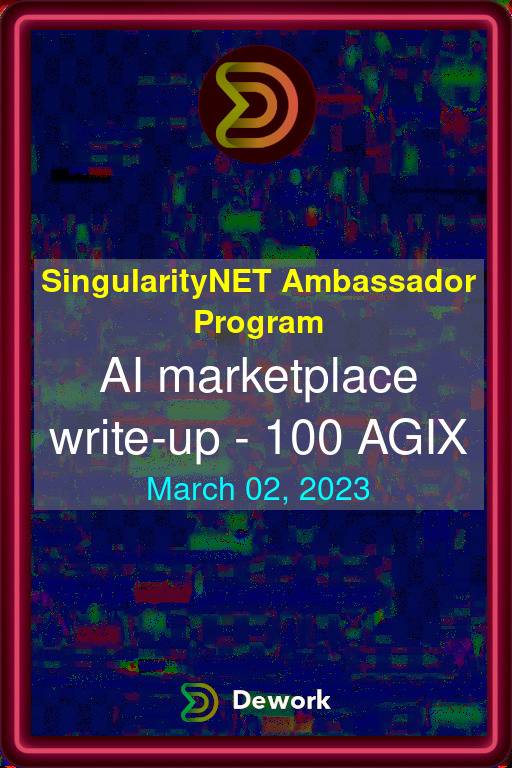 SingularityNET Ambassador
Program
AI marketplace
write-up - 100 AGIX
March 02, 2023
Dework